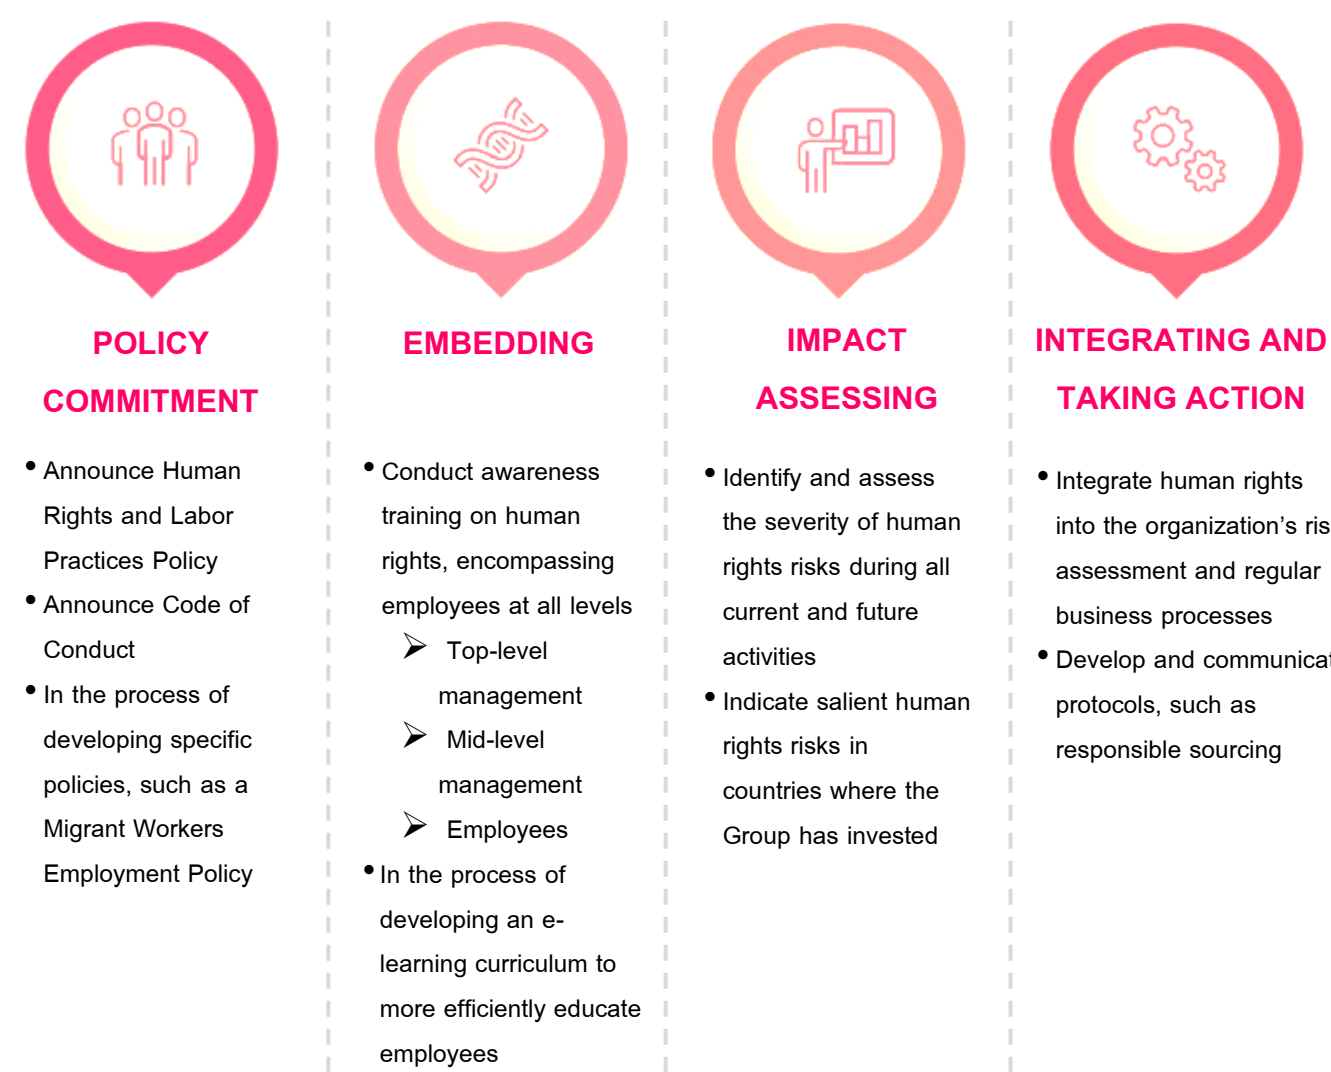 POLICY
COMMITMENT
• Announce Human
Rights and Labor
Practices Policy
• Announce Code of
Conduct
• In the process of
developing specific
policies, such as a
Migrant Workers
Employment Policy
EMBEDDING
• Conduct awareness
training on human
rights, encompassing
employees at all levels
➢ Top-level
management
➢ Mid-level
management
➢ Employees
• In the process of
developing an e-
learning curriculum to
more efficiently educate
employees
IMPACT
ASSESSING
• Identify and assess
the severity of human
rights risks during all
current and future
activities
• Indicate salient human
rights risks in
countries where the
Group has invested
INTEGRATING AND
TAKING ACTION
• Integrate human rights
into the organization’s ris
assessment and regular
business processes
• Develop and communicat
protocols, such as
responsible sourcing